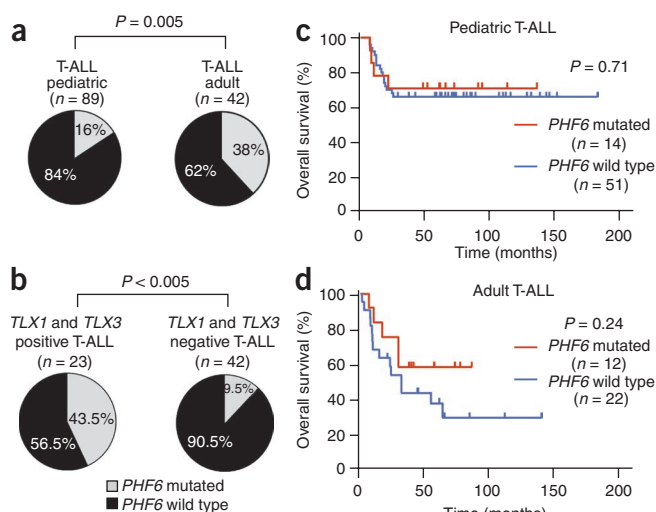 a
P = 0.005
T-ALL
pediatric
(n = 89)
T-ALL
adult
(n = 42)
16%
84%
38%
62%
b
P < 0.005
TLX1 and TLX3
positive T-ALL
(n = 23)
TLX1 and TLX3
negative T-ALL
(n = 42)
43.5%
56.5%
9.5%
90.5%
PHF6 mutated
PHF6 wild type
c
Pediatric T-ALL
Overall survival (%)
100
80
60
40
20
0
P = 0.71
PHF6 mutated
(n = 14)
PHF6 wild type
(n = 51)
0 50 100 150 200
Time (months)
d
Adult T-ALL
Overall survival (%)
100
80
60
40
20
0
P = 0.24
PHF6 mutated
(n = 12)
PHF6 wild type
(n = 22)
0 50 100 150 200
Time (months)